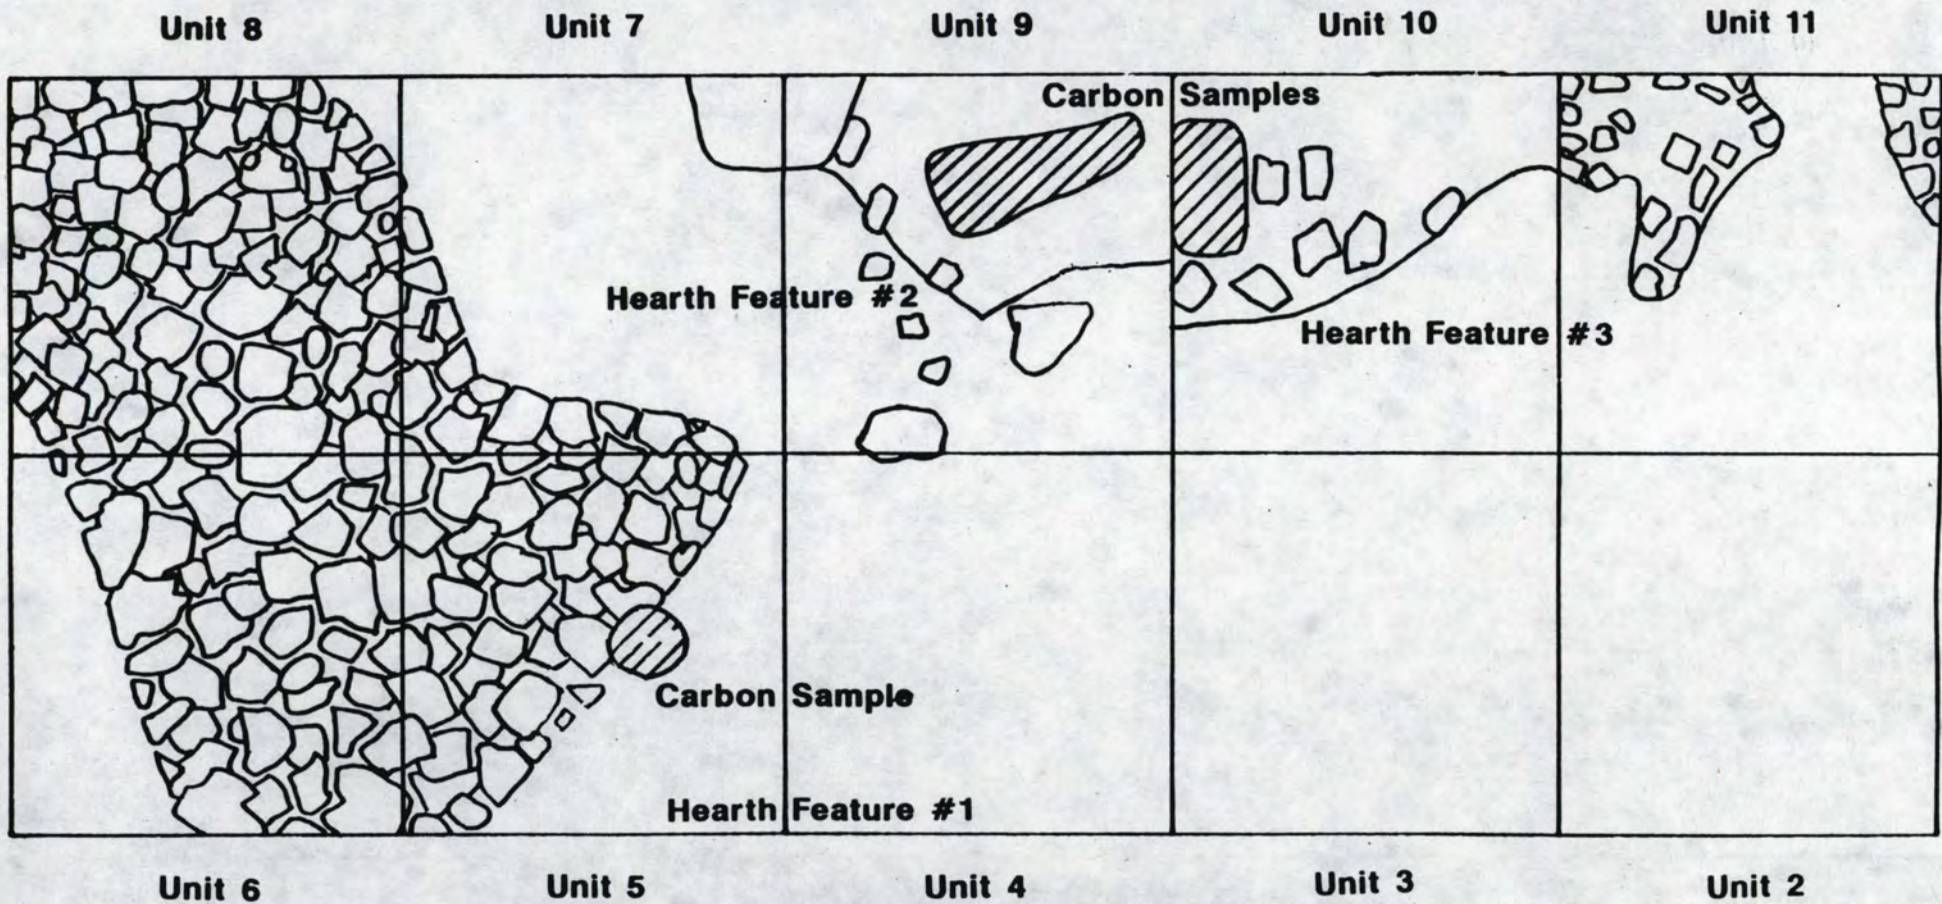 Unit 8
Unit 7
Unit 9
Unit 10
Unit 11
Carbon Samples
Hearth Feature #2
Hearth Feature #3
Carbon Sample
Hearth Feature #1
Unit 6
Unit 5
Unit 4
Unit 3
Unit 2